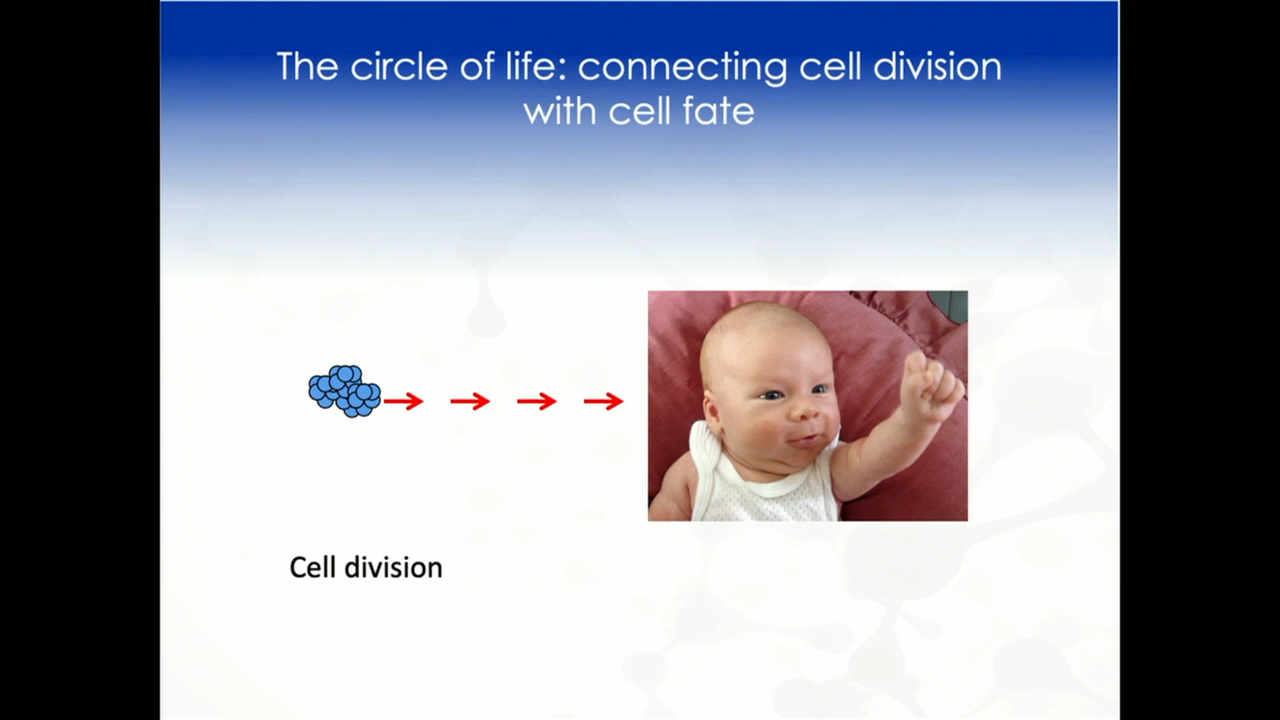 The circle of life: connecting cell division
with cell fate
Cell division